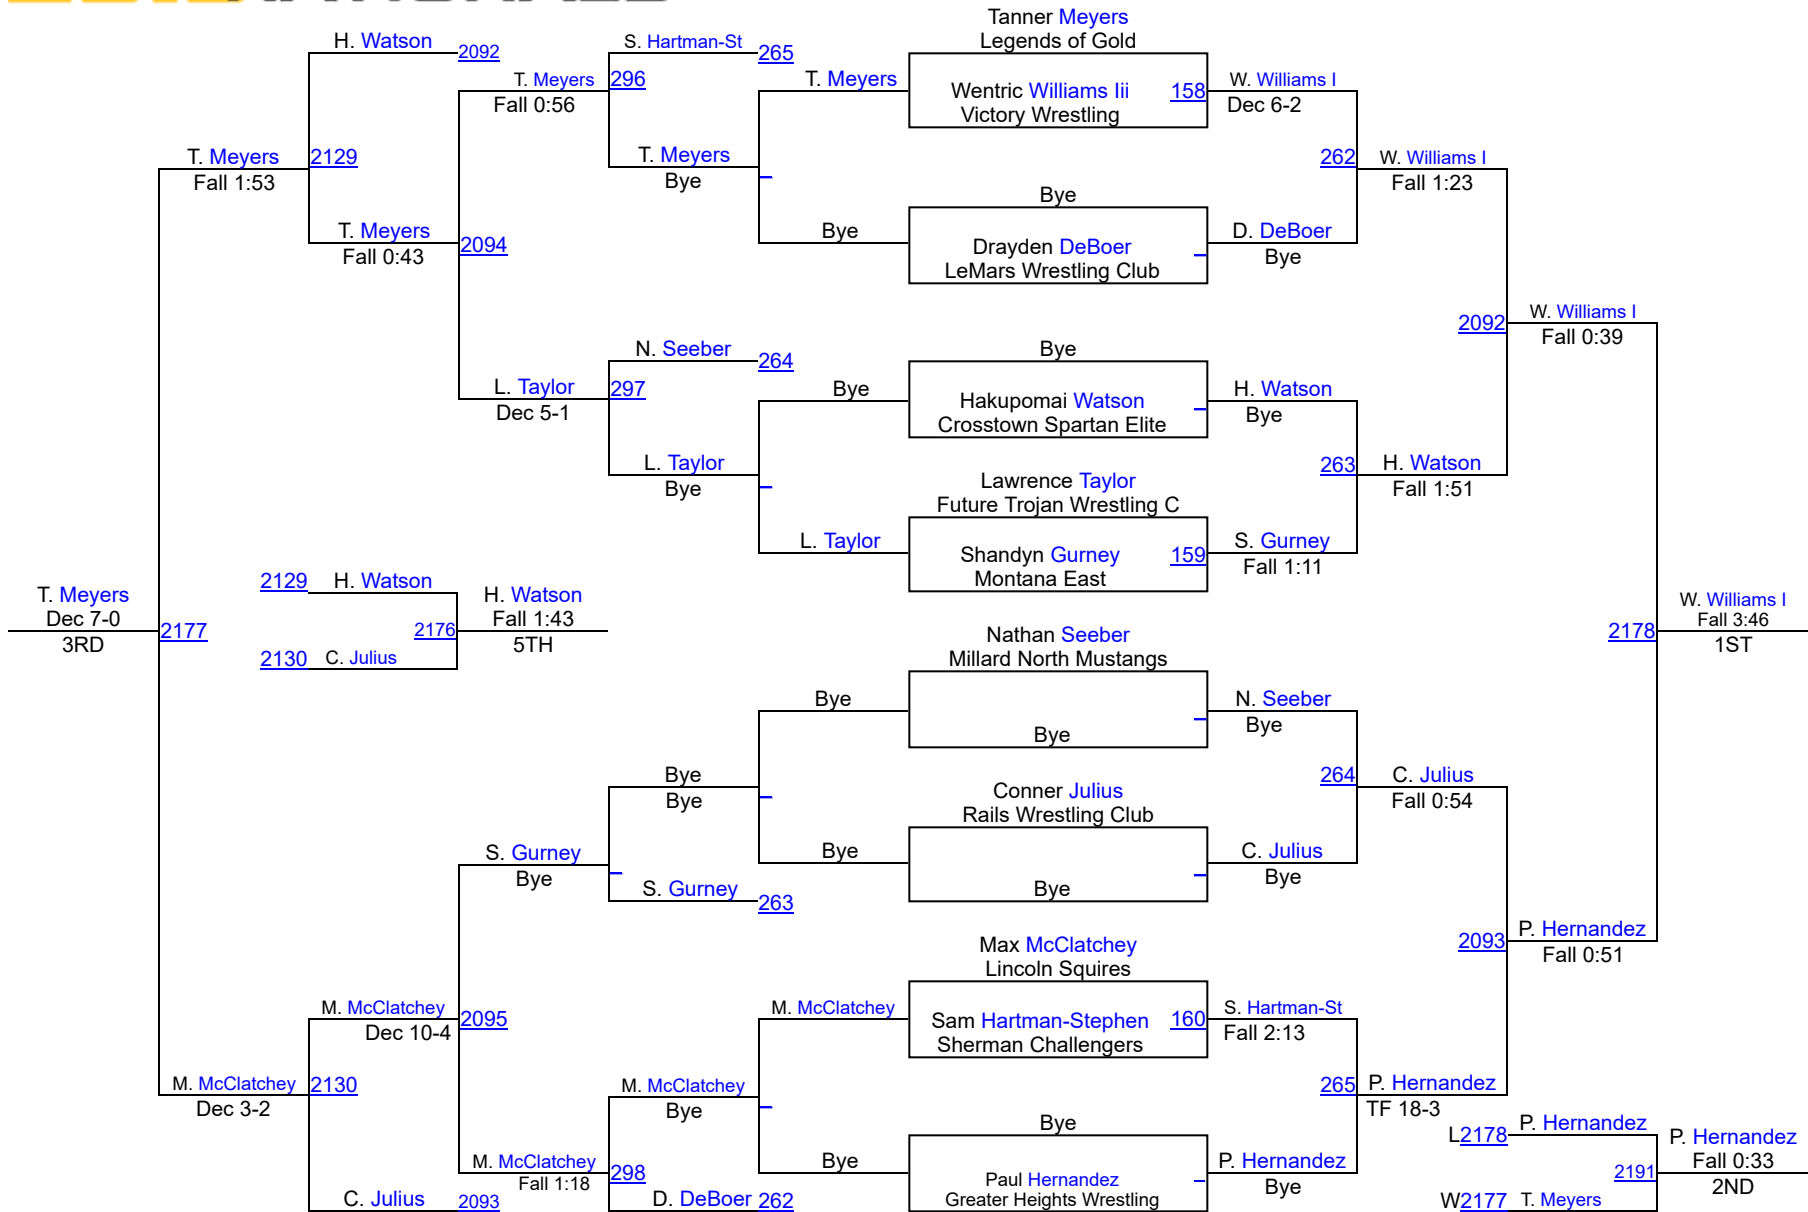 Tanner Meyers
Legends of Gold
H. Watson 2092
S. Hartman-St 265
T. Meyers 296
Fall 0:56
T. Meyers
Wentric Williams Iii 158
Victory Wrestling
W. Williams I
Dec 6-2
T. Meyers 2129
Fall 1:53
T. Meyers
Bye
262 W. Williams I
Fall 1:23
Bye
T. Meyers 2094
Fall 0:43
Bye
Drayden DeBoer
LeMars Wrestling Club
D. DeBoer
Bye
2092 W. Williams I
Fall 0:39
N. Seeber 264
Bye
L. Taylor 297
Dec 5-1
Bye
Hakupomai Watson
Crosstown Spartan Elite
H. Watson
Bye
L. Taylor
Bye
263 H. Watson
Fall 1:51
Lawrence Taylor
Future Trojan Wrestling C
L. Taylor
Shandyn Gurney 159
Montana East
S. Gurney
Fall 1:11
T. Meyers
Dec 7-0
3RD
2177
2129 H. Watson
2130 C. Julius
2176
H. Watson
Fall 1:43
5TH
2178
W. Williams I
Fall 3:46
1ST
Nathan Seeber
Millard North Mustangs
Bye
Bye
N. Seeber
Bye
Bye
Bye
264 C. Julius
Fall 0:54
Conner Julius
Rails Wrestling Club
S. Gurney
Bye
S. Gurney 263
Bye
Bye
C. Julius
Bye
2093 P. Hernandez
Fall 0:51
Max McClatchey
Lincoln Squires
M. McClatchey 2095
Dec 10-4
M. McClatchey
Sam Hartman-Stephen 160
Sherman Challengers
S. Hartman-St
Fall 2:13
M. McClatchey 2130
Dec 3-2
M. McClatchey
Bye
265 P. Hernandez
TF 18-3
Bye
M. McClatchey 298
Fall 1:18
Bye
Paul Hernandez
Greater Heights Wrestling
P. Hernandez
Bye
C. Julius 2093
D. DeBoer 262
L2178 P. Hernandez
W2177 T. Meyers
2191
P. Hernandez
Fall 0:33
2ND